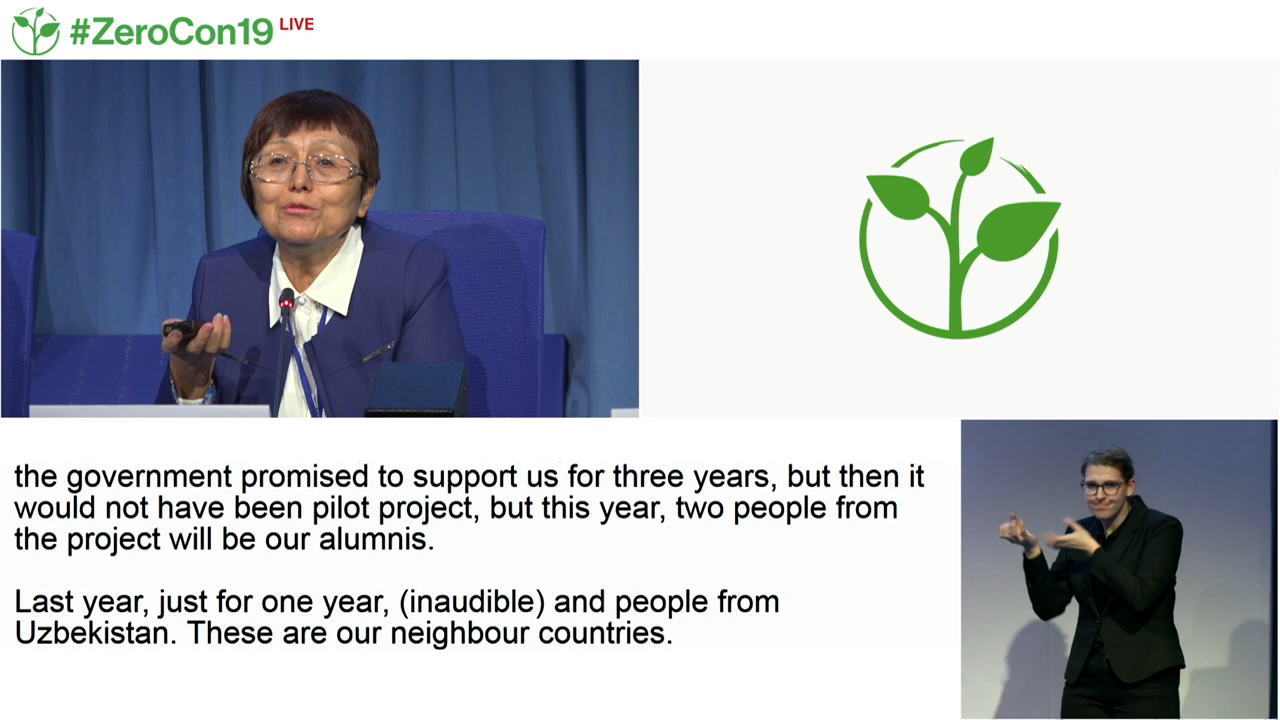 #ZeroCon19 LIVE
the government promised to support us for three years, but then it
would not have been pilot project, but this year, two people from
the project will be our alumnis.
Last year, just for one year, (inaudible) and people from
Uzbekistan. These are our neighbour countries.